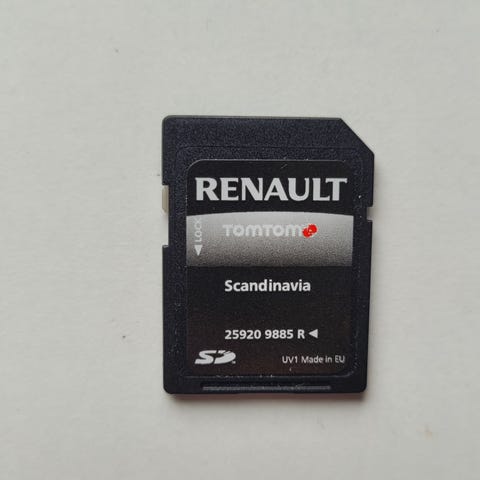 RENAULT
LOCK
TOMTOM
Scandinavia
25920 9885 R
SD
UV1 Made in EU